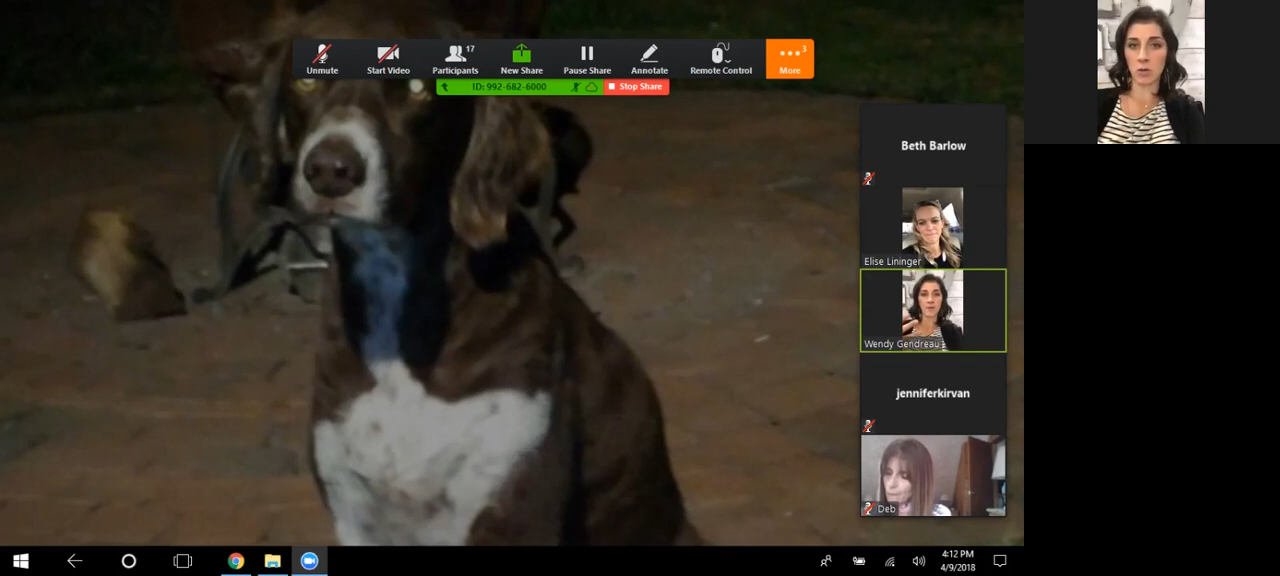 17
3
Unmute
Start Video
Participants
New Share
Pause Share
Annotate
Remote Control
More
ID: 992-682-6000
Stop Share
Beth Barlow
Elise Lininger
Wendy Gendreau
jenniferkirvan
Deb
4:12 PM
4/9/2018